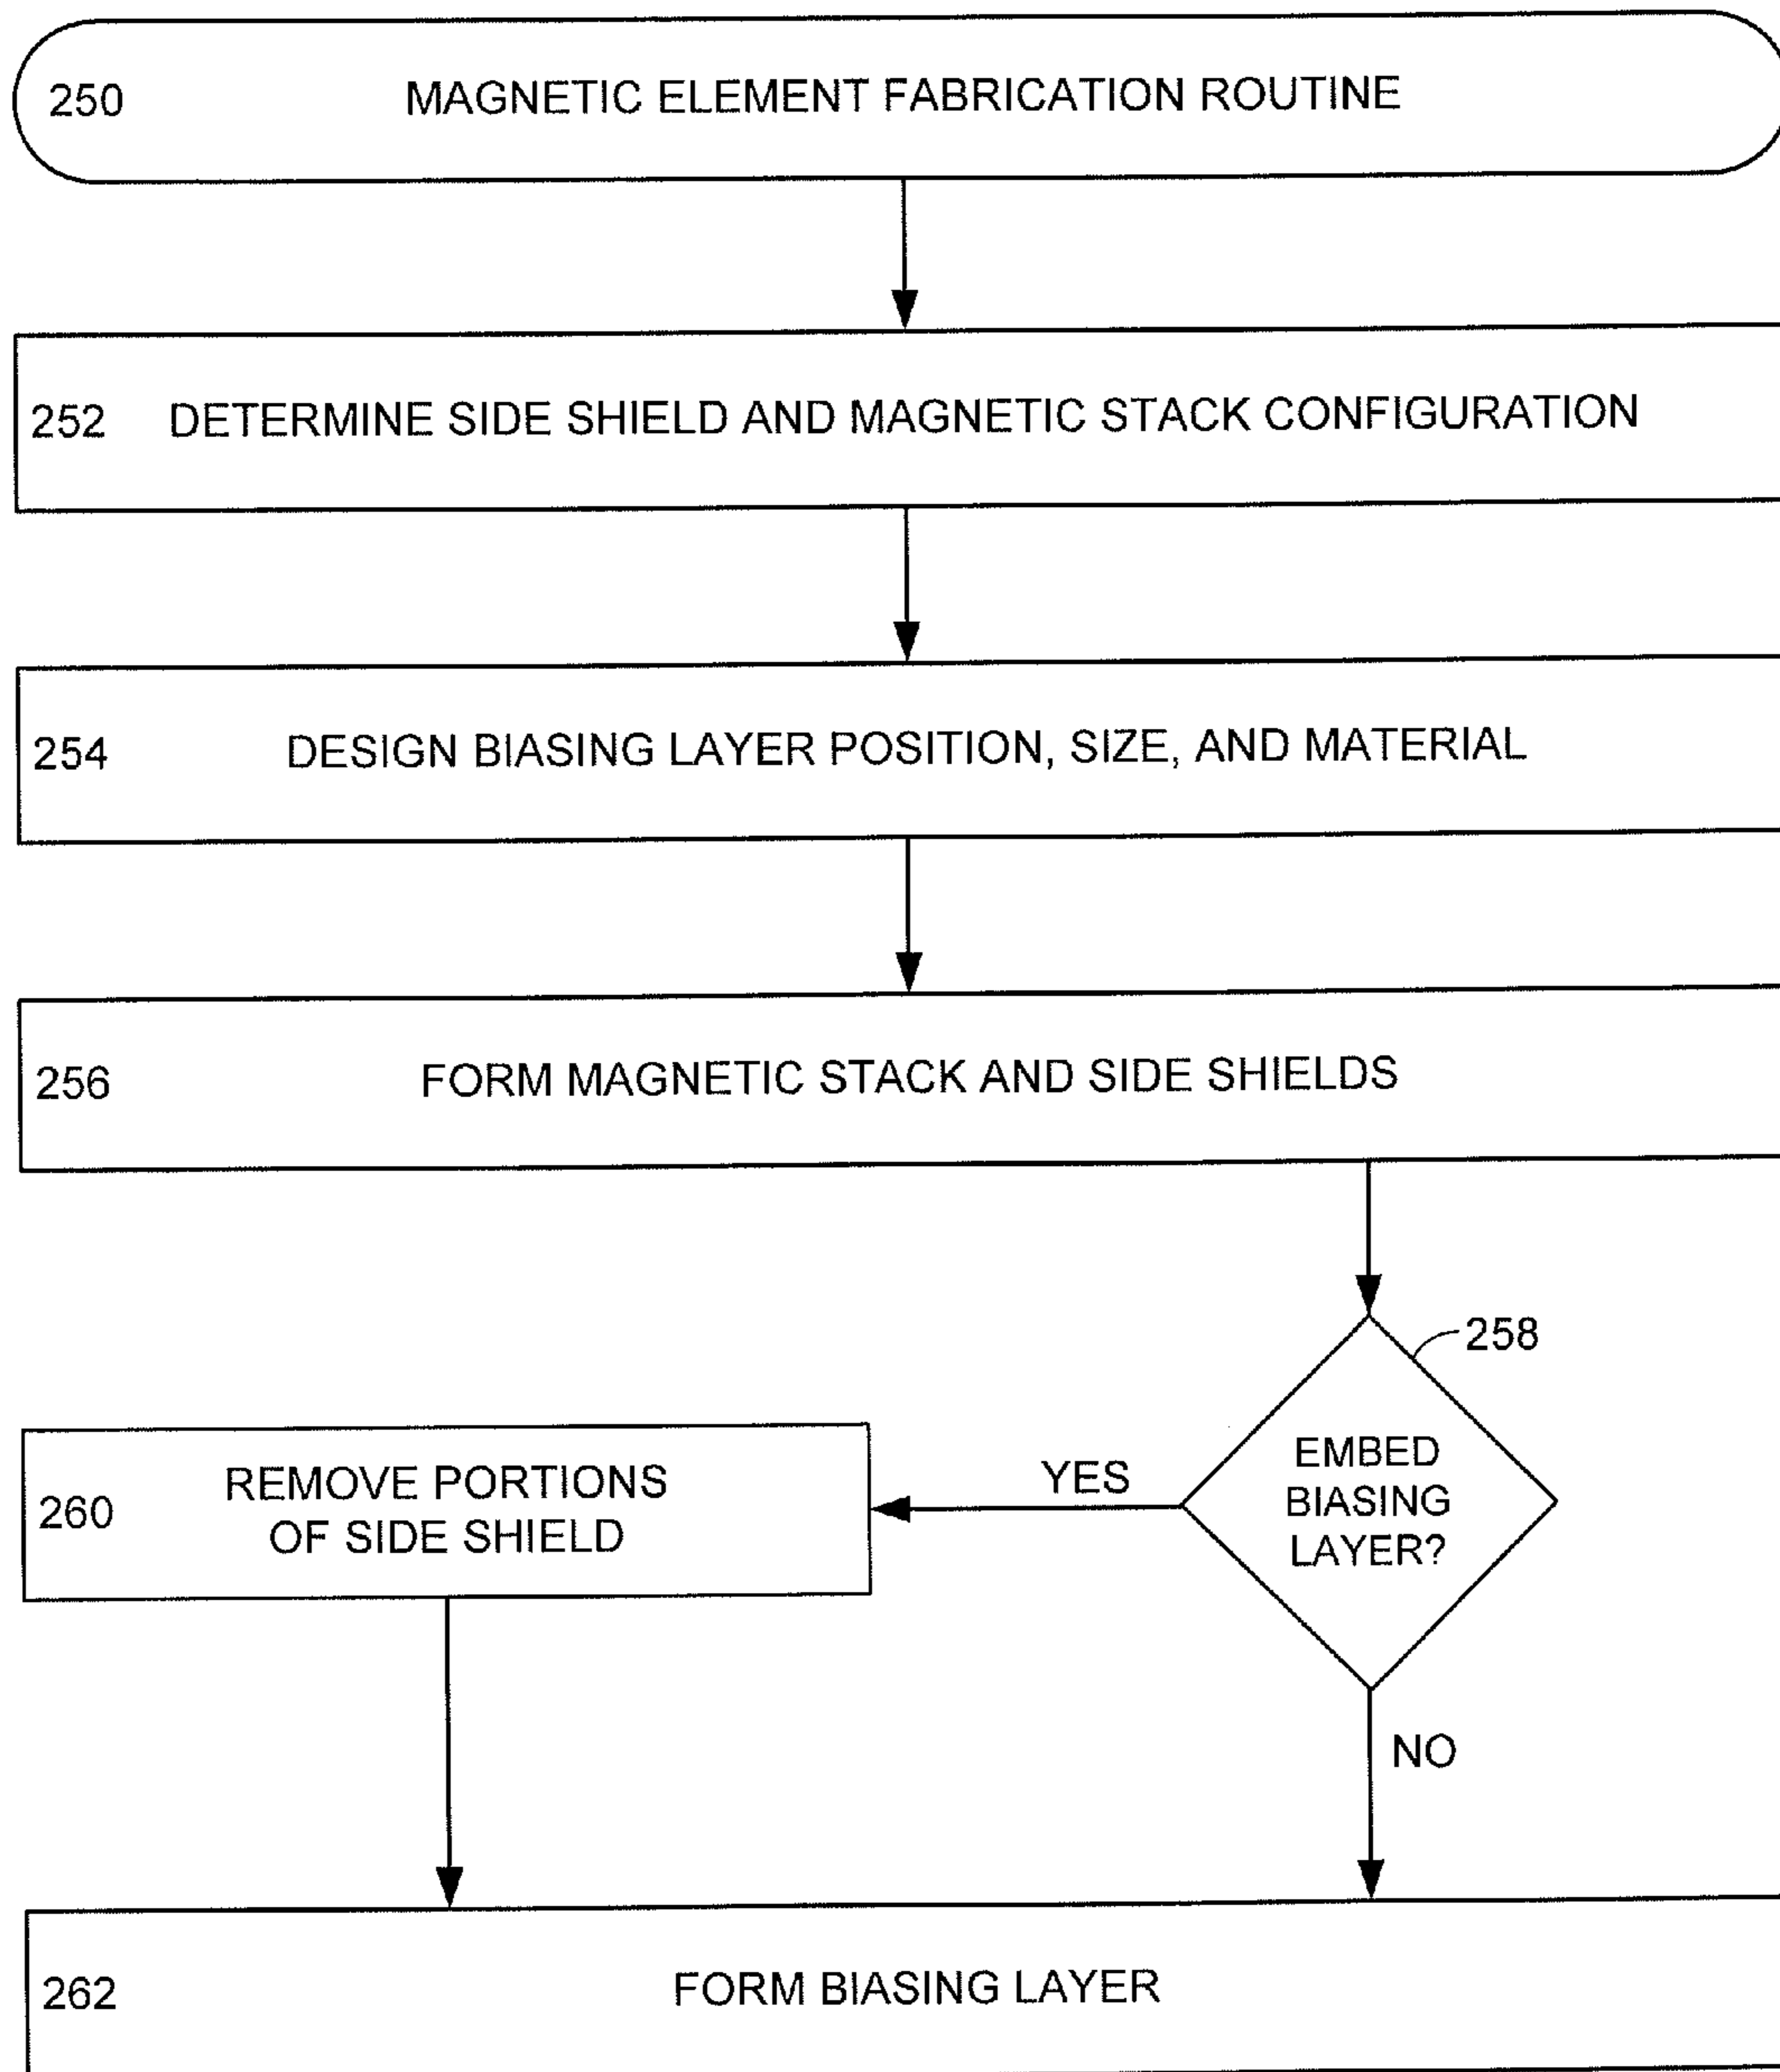 250 MAGNETIC ELEMENT FABRICATION ROUTINE
252 DETERMINE SIDE SHIELD AND MAGNETIC STACK CONFIGURATION
254 DESIGN BIASING LAYER POSITION, SIZE, AND MATERIAL
256 FORM MAGNETIC STACK AND SIDE SHIELDS
258
EMBED
BIASING
LAYER?
YES
260
REMOVE PORTIONS
OF SIDE SHIELD
NO
262 FORM BIASING LAYER